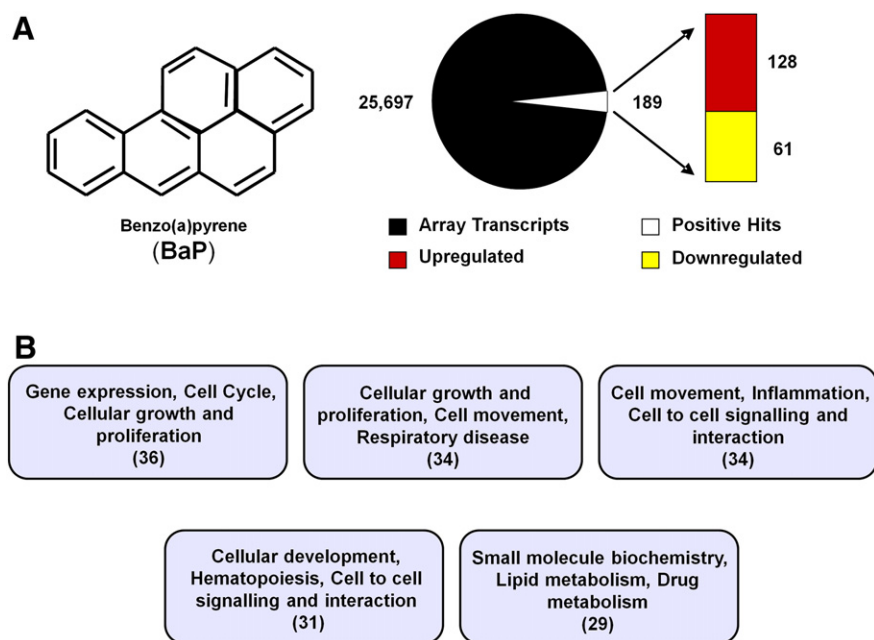 A
Benzo(a)pyrene
(BaP)
25,697
189
128
61
Array Transcripts
Positive Hits
Upregulated
Downregulated
B
Gene expression, Cell Cycle,
Cellular growth and
proliferation
(36)
Cellular growth and
proliferation, Cell movement,
Respiratory disease
(34)
Cell movement, Inflammation,
Cell to cell signalling and
interaction
(34)
Cellular development,
Hematopoiesis, Cell to cell
signalling and interaction
(31)
Small molecule biochemistry,
Lipid metabolism, Drug
metabolism
(29)